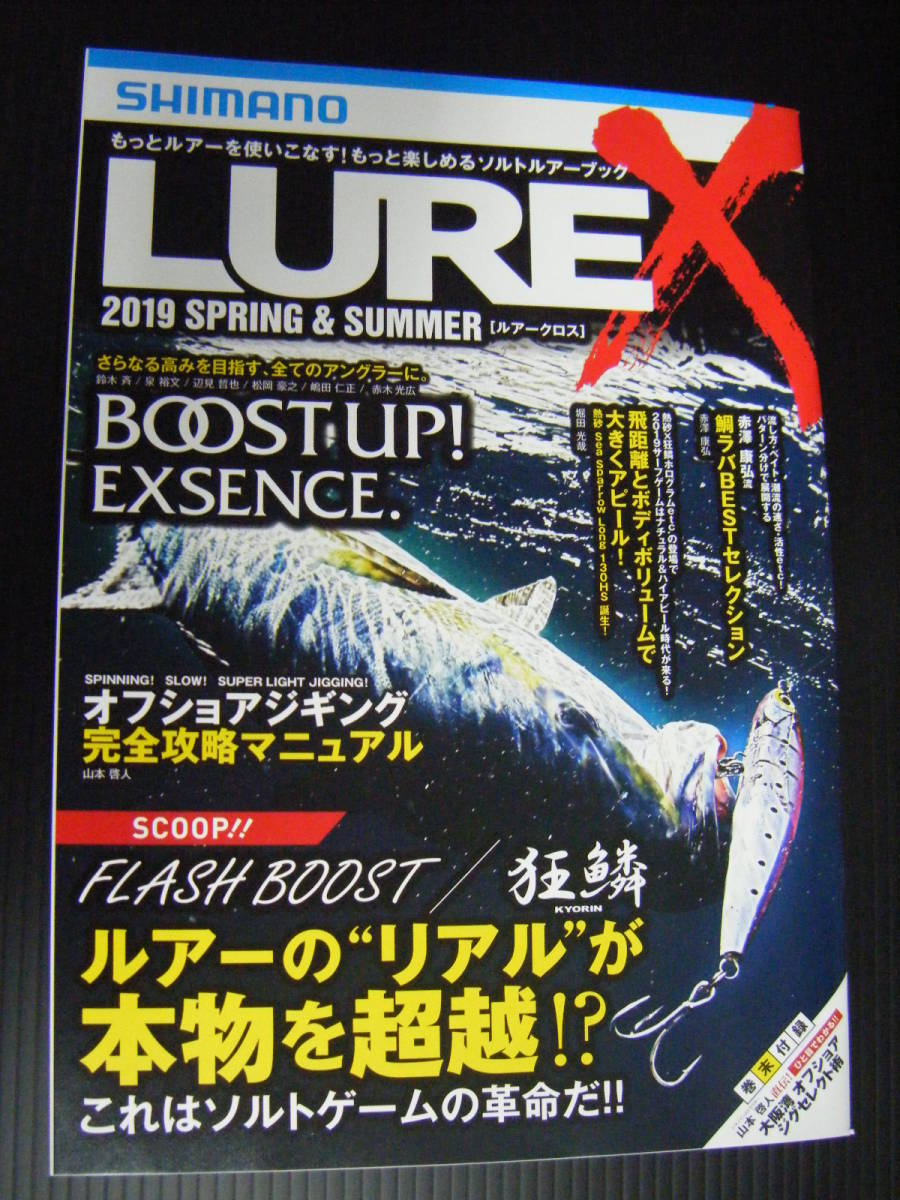 SHIMANO
もっとルアーを使いこなす！もっと楽しめるソルトルアーブック
LURE X
2019 SPRING & SUMMER [ルアークロス]
さらなる高みを目指す、全てのアングラーに。
鈴木 斉 / 泉 裕文 / 辺見 哲也 / 松岡 豪之 / 嶋田 仁正 / 赤木 光広
BOOST UP!
EXSENCE.
流し方・ベイト・潮流の速さ・活性etc！
パターン分けで展開する
赤澤 康弘流
鯛ラバBESTセレクション
赤澤 康弘
熱砂×狂鱗ホログラムetcの登場で
2019サーフゲームはナチュラル&ハイアピール時代が来る！
飛距離とボディボリュームで
大きくアピール！
熱砂 Sea Sparrow Long 130HS 誕生！
堀田 光哉
SPINNING! SLOW! SUPER LIGHT JIGGING!
オフショアジギング
完全攻略マニュアル
山本 啓人
SCOOP!!
FLASH BOOST / 狂鱗
KYORIN
ルアーの“リアル”が
本物を超越!?
これはソルトゲームの革命だ!!
巻末付録
山本 啓人直伝！ひと目でわかる!!
大阪湾 オフショア
ジグセレクト術